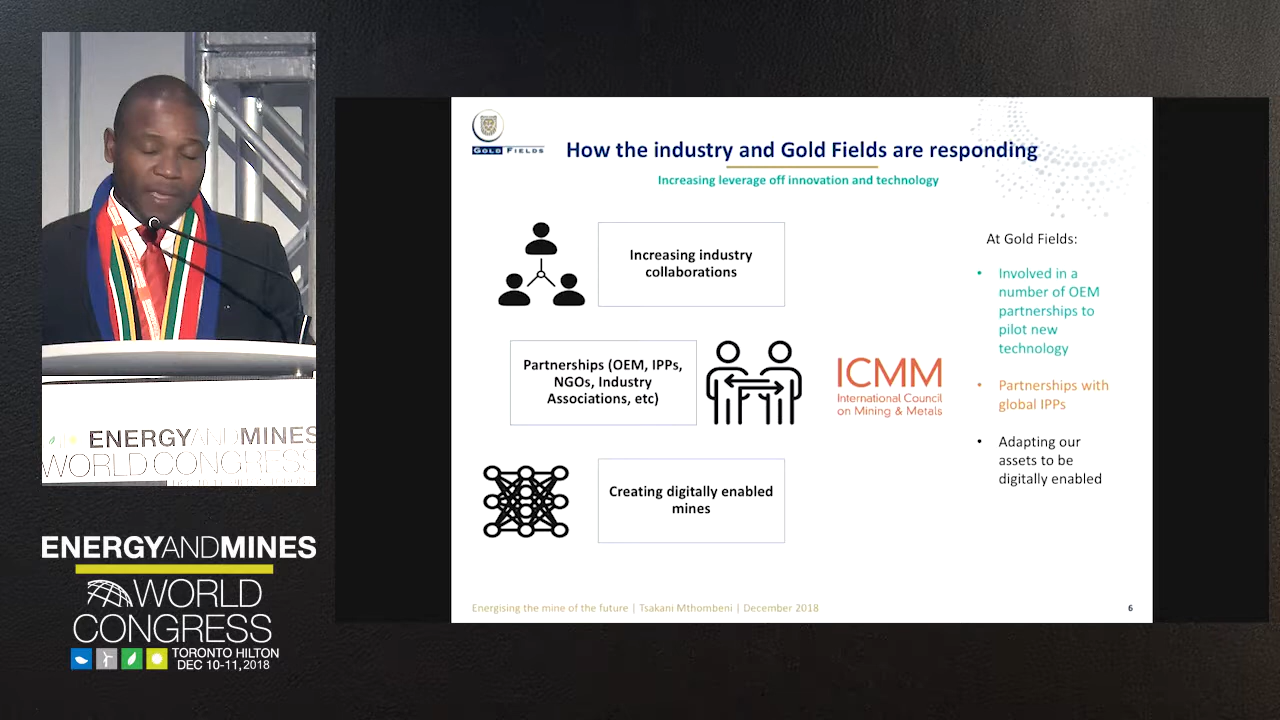 ENERGYANDMINES
WORLD CONGRESS
ENERGYANDMINES
WORLD
CONGRESS
TORONTO HILTON
DEC 10-11, 2018
GOLD FIELDS
How the industry and Gold Fields are responding
Increasing leverage off innovation and technology
Increasing industry
collaborations
Partnerships (OEM, IPPs,
NGOs, Industry
Associations, etc)
ICMM
International Council
on Mining & Metals
Creating digitally enabled
mines
At Gold Fields:
• Involved in a
number of OEM
partnerships to
pilot new
technology
• Partnerships with
global IPPs
• Adapting our
assets to be
digitally enabled
Energising the mine of the future | Tsakani Mthombeni | December 2018
6